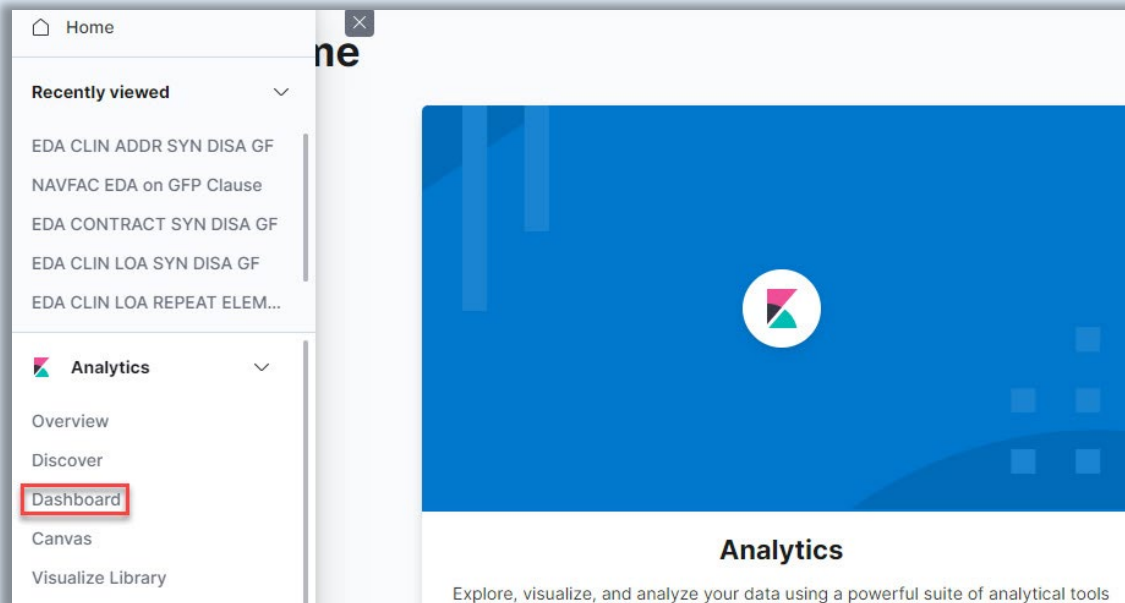 Home
me
Recently viewed
EDA CLIN ADDR SYN DISA GF
NAVFAC EDA on GFP Clause
EDA CONTRACT SYN DISA GF
EDA CLIN LOA SYN DISA GF
EDA CLIN LOA REPEAT ELEM...
Analytics
Overview
Discover
Dashboard
Canvas
Visualize Library
Analytics
Explore, visualize, and analyze your data using a powerful suite of analytical tools